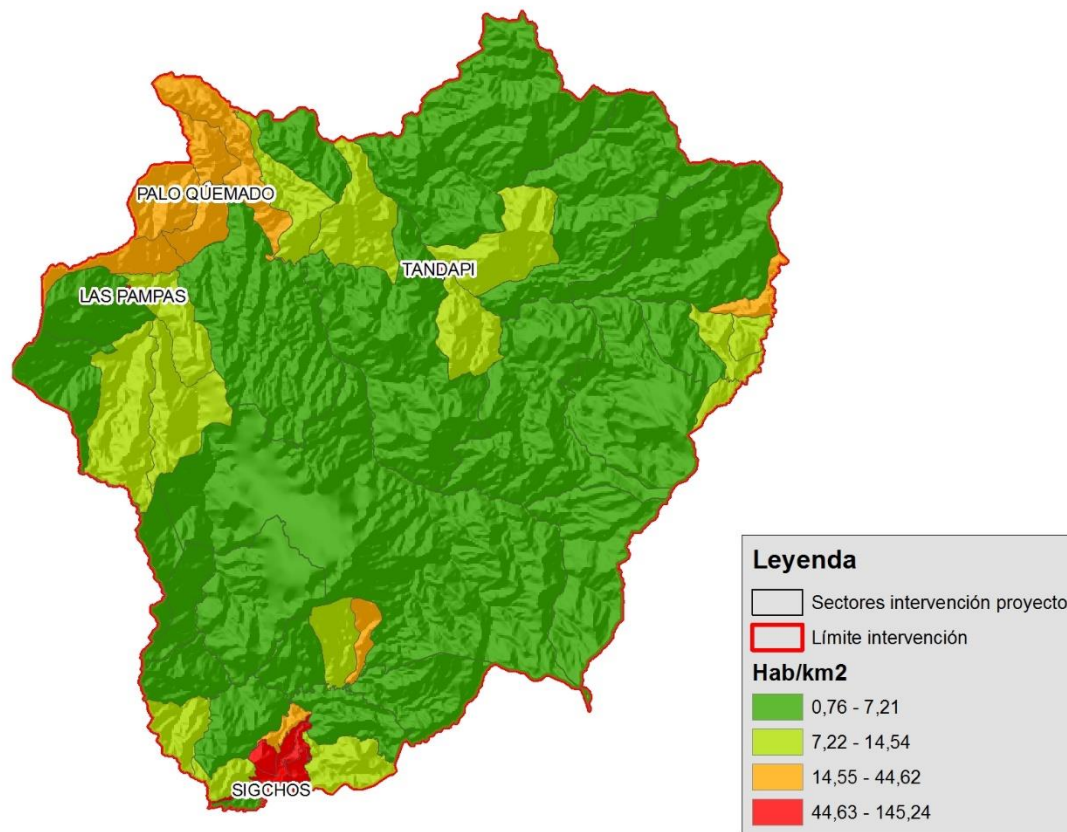 PALO QÚEMADO
TANDAPI
LAS PAMPAS
SIGCHOS
Leyenda
Sectores intervención proyecto
Límite intervención
Hab/km2
0,76 - 7,21
7,22 - 14,54
14,55 - 44,62
44,63 - 145,24